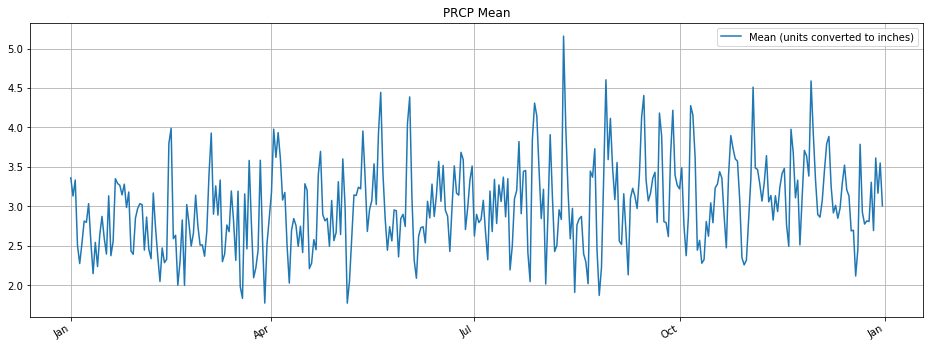 PRCP Mean
Mean (units converted to inches)
5.0
4.5
4.0
3.5
3.0
2.5
2.0
Jan
Apr
Jul
Oct
Jan